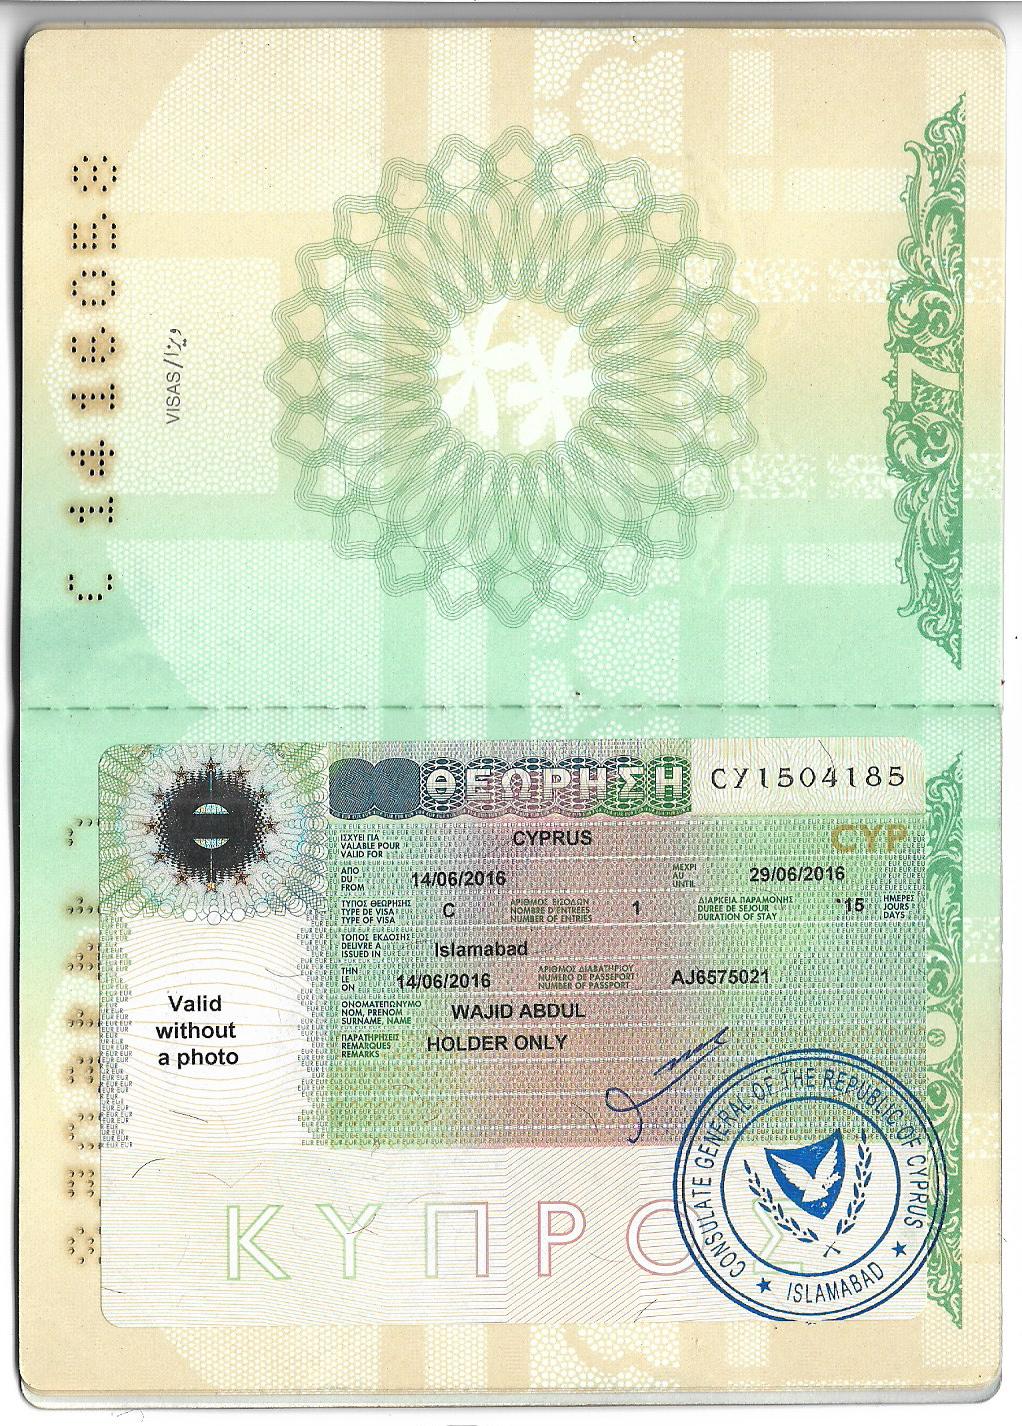 C1416053
VISAS/ویزا
7
ΘΕΩΡΗΣΗ
CY1504185
CYP
ΙΣΧΥΕΙ ΓΙΑ
VALABLE POUR
VALID FOR
CYPRUS
ΑΠΟ
DU
FROM
14/06/2016
ΜΕΧΡΙ
AU
UNTIL
29/06/2016
ΤΥΠΟΣ ΘΕΩΡΗΣΗΣ
TYPE DE VISA
TYPE OF VISA
C
ΑΡΙΘΜΟΣ ΕΙΣΟΔΩΝ
NOMBRE D'ENTREES
NUMBER OF ENTRIES
1
ΔΙΑΡΚΕΙΑ ΠΑΡΑΜΟΝΗΣ
DUREE DE SEJOUR
DURATION OF STAY
15
ΗΜΕΡΕΣ
JOURS
DAYS
ΤΟΠΟΣ ΕΚΔΟΣΗΣ
DELIVRE A
ISSUED IN
Islamabad
ΤΗΝ
LE
ON
14/06/2016
ΑΡΙΘΜΟΣ ΔΙΑΒΑΤΗΡΙΟΥ
NUMERO DE PASSEPORT
NUMBER OF PASSPORT
AJ6575021
ΟΝΟΜΑΤΕΠΩΝΥΜΟ
NOM, PRENOM
SURNAME, NAME
WAJID ABDUL
ΠΑΡΑΤΗΡΗΣΕΙΣ
REMARQUES
REMARKS
HOLDER ONLY
Valid
without
a photo
ΚΥΠΡΟΣ
CONSULATE GENERAL OF THE REPUBLIC OF CYPRUS
ISLAMABAD